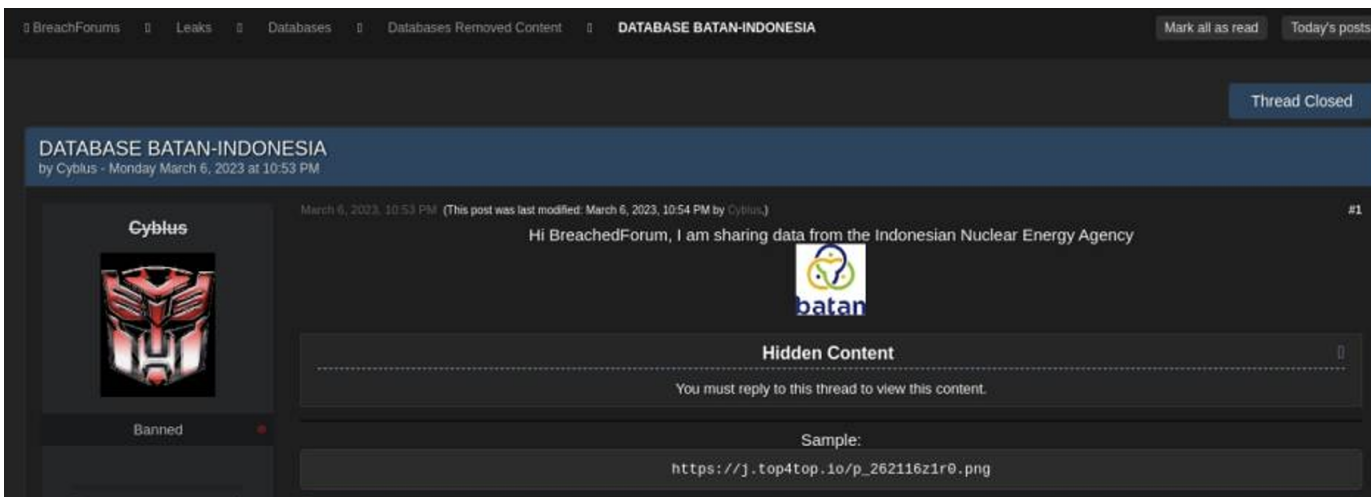 BreachForums Leaks Databases Databases Removed Content DATABASE BATAN-INDONESIA Mark all as read Today's posts
Thread Closed
DATABASE BATAN-INDONESIA
by Cyblus - Monday March 6, 2023 at 10:53 PM
March 6, 2023, 10:53 PM (This post was last modified: March 6, 2023, 10:54 PM by Cyblus.) #1
Cyblus
Hi BreachedForum, I am sharing data from the Indonesian Nuclear Energy Agency
batan
Hidden Content
You must reply to this thread to view this content.
Banned
Sample:
https://j.top4top.io/p_262116z1r0.png